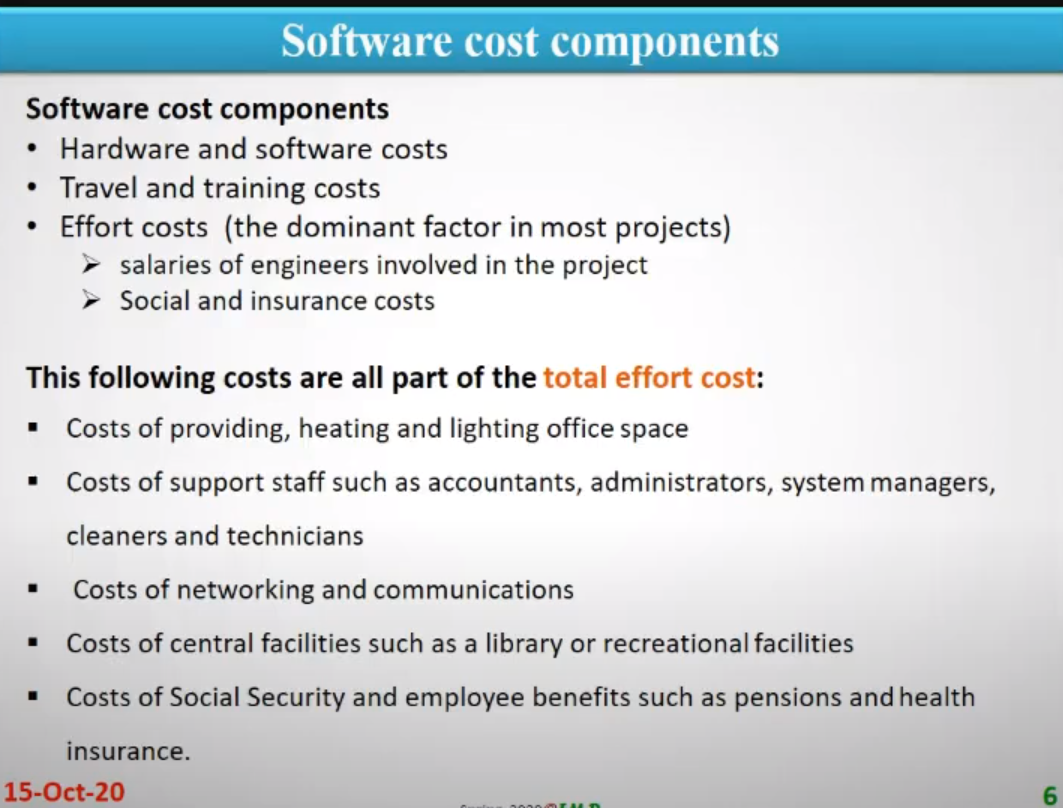 Software cost components
Software cost components
• Hardware and software costs
• Travel and training costs
• Effort costs (the dominant factor in most projects)
➢ salaries of engineers involved in the project
➢ Social and insurance costs
This following costs are all part of the total effort cost:
▪ Costs of providing, heating and lighting office space
▪ Costs of support staff such as accountants, administrators, system managers,
cleaners and technicians
▪ Costs of networking and communications
▪ Costs of central facilities such as a library or recreational facilities
▪ Costs of Social Security and employee benefits such as pensions and health
insurance.
15-Oct-20
6